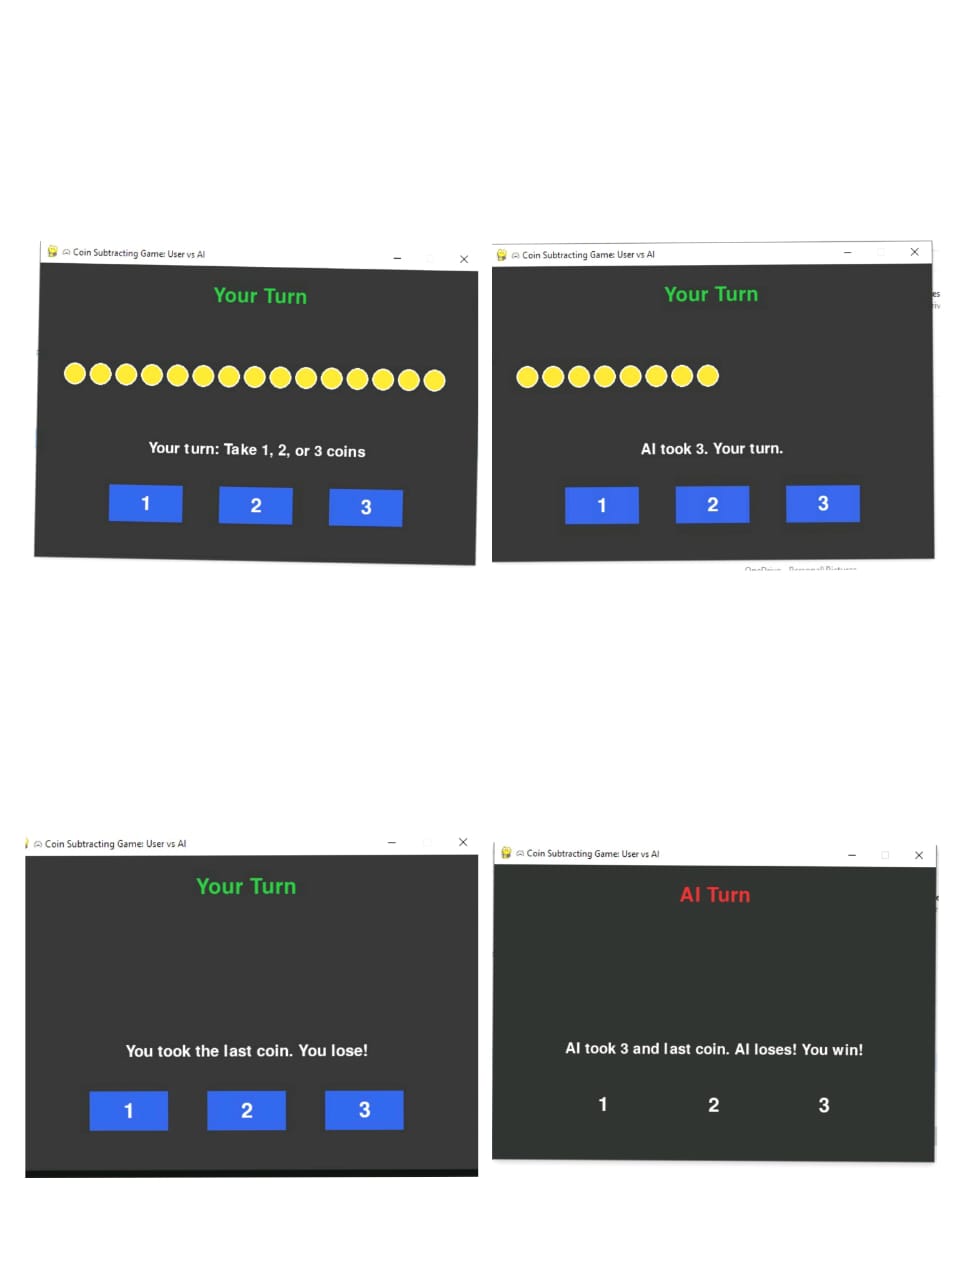 Coin Subtracting Game: User vs AI
Your Turn
Your turn: Take 1, 2, or 3 coins
1 2 3
Coin Subtracting Game: User vs AI
Your Turn
AI took 3. Your turn.
1 2 3
Coin Subtracting Game: User vs AI
Your Turn
You took the last coin. You lose!
1 2 3
Coin Subtracting Game: User vs AI
AI Turn
AI took 3 and last coin. AI loses! You win!
1 2 3